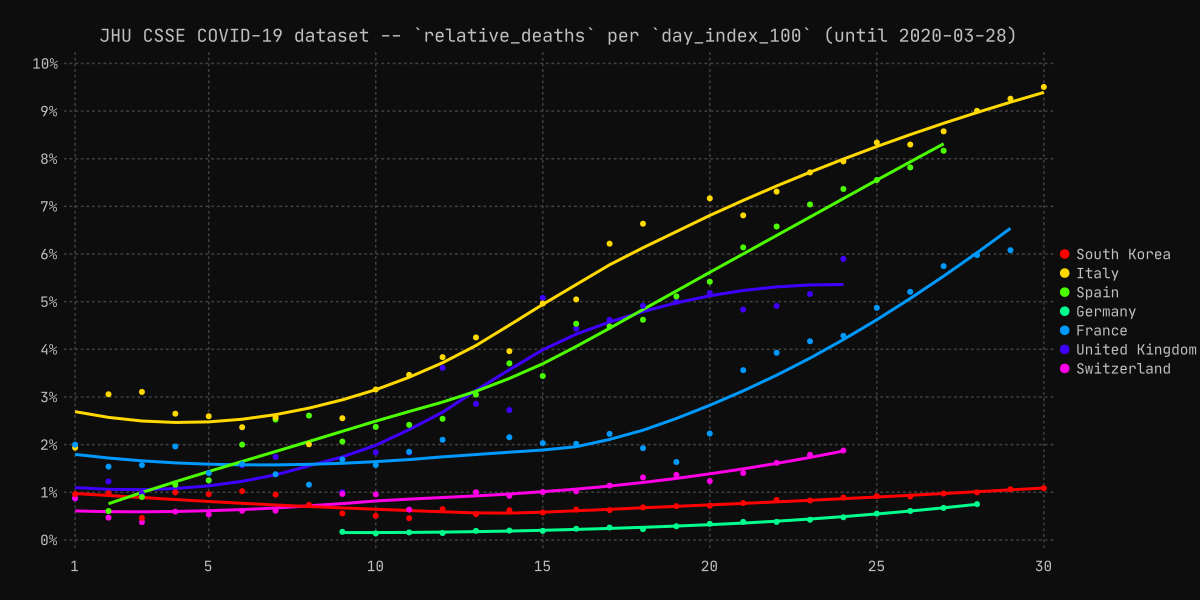 JHU CSSE COVID-19 dataset -- `relative_deaths` per `day_index_100` (until 2020-03-28)
10%
9%
8%
7%
6%
5%
4%
3%
2%
1%
0%
1 5 10 15 20 25 30
South Korea
Italy
Spain
Germany
France
United Kingdom
Switzerland